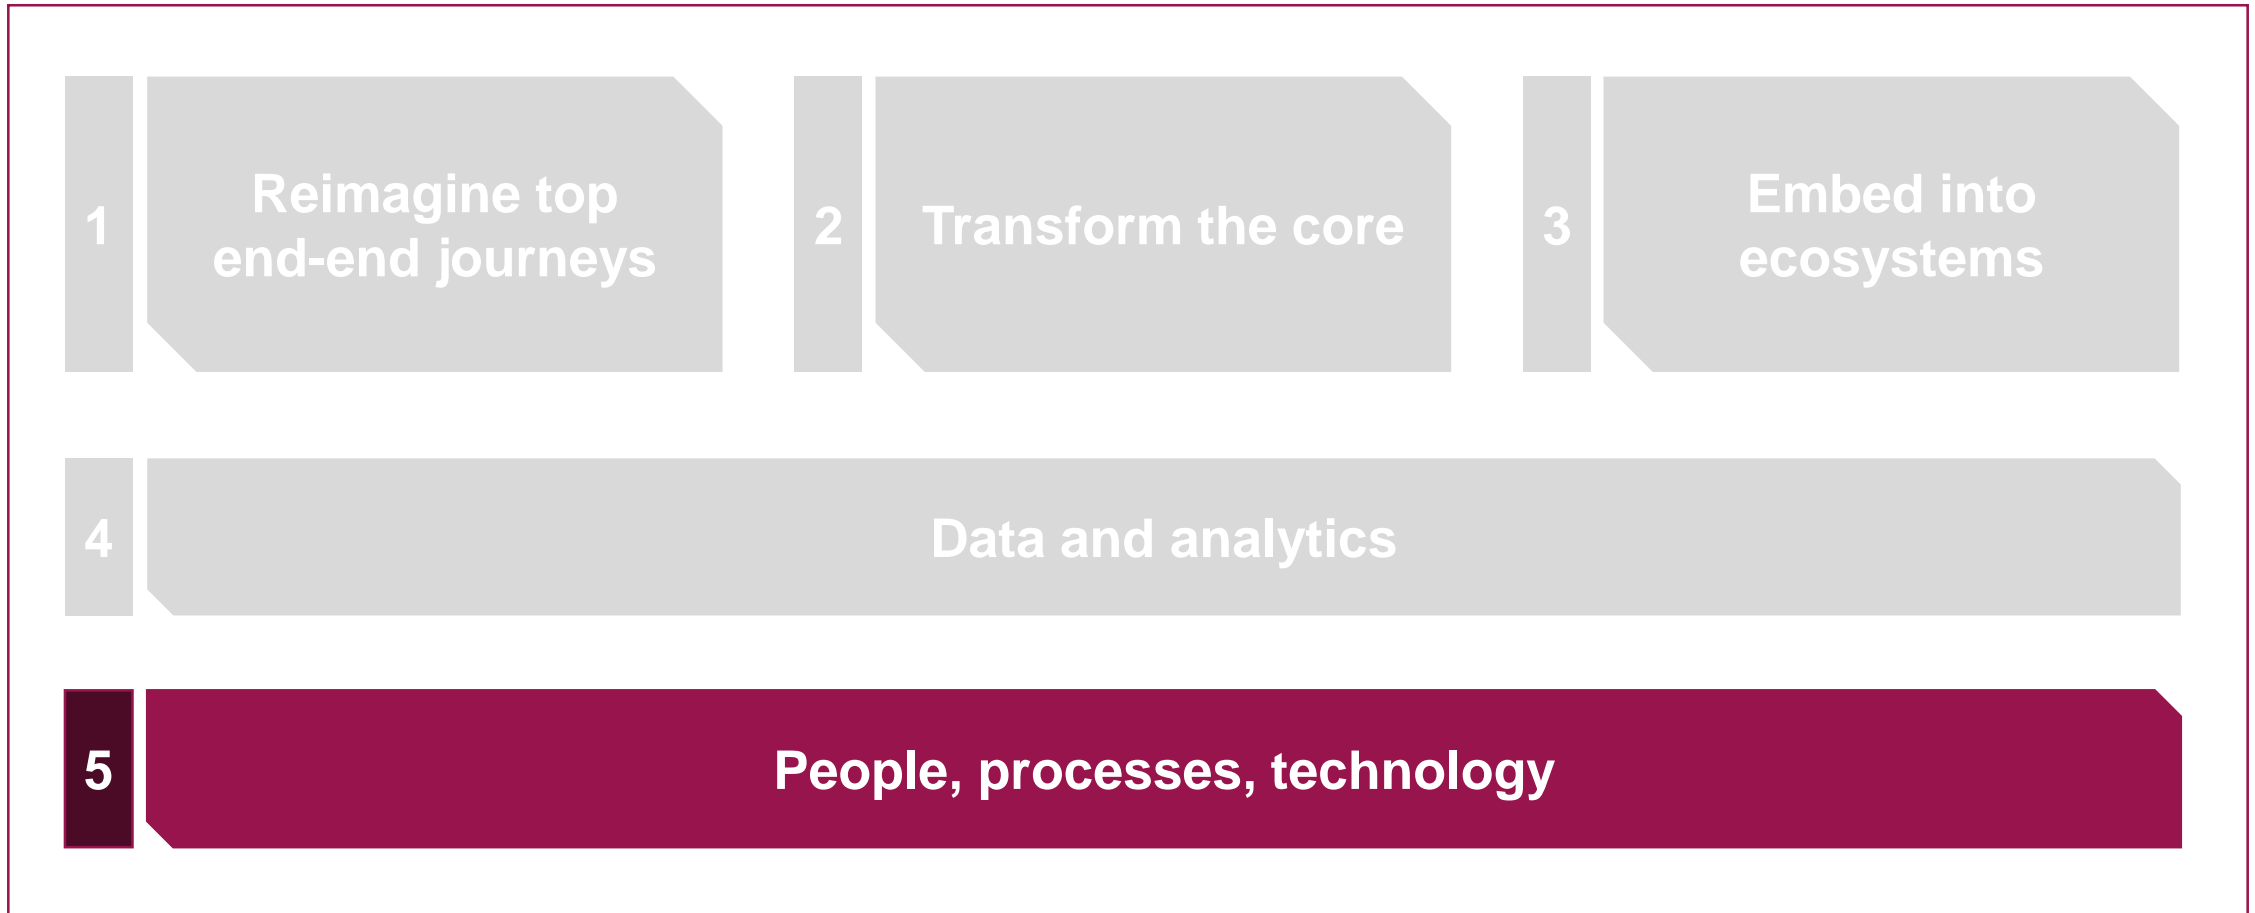 1
Reimagine top
end-end journeys
2
Transform the core
3
Embed into
ecosystems
4
Data and analytics
5
People, processes, technology